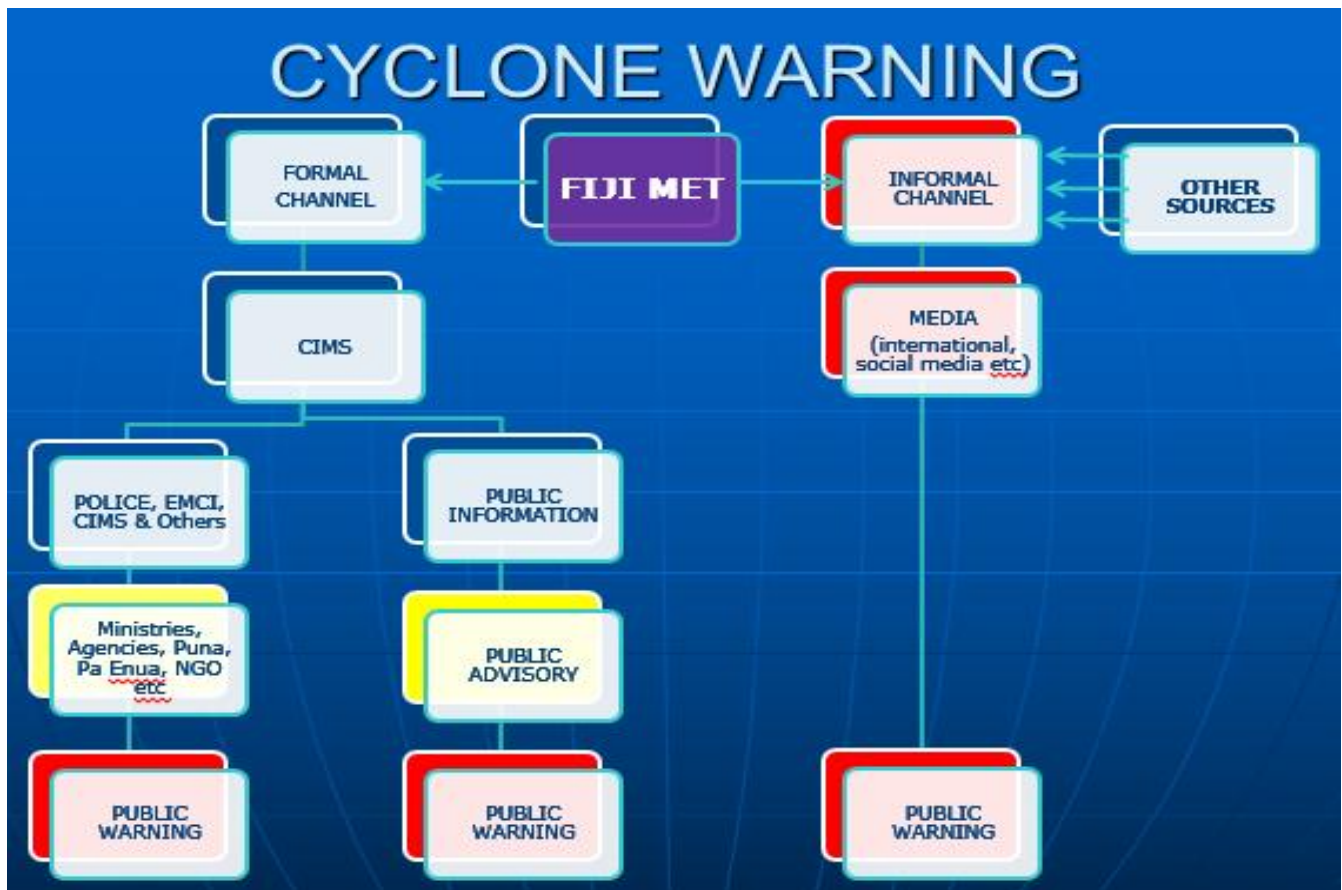 CYCLONE WARNING
FORMAL
CHANNEL
FIJI MET
INFORMAL
CHANNEL
OTHER
SOURCES
CIMS
MEDIA
(international,
social media etc)
POLICE, EMCI,
CIMS & Others
PUBLIC
INFORMATION
Ministries,
Agencies, Puna,
Pa Enua, NGO
etc
PUBLIC
ADVISORY
PUBLIC
WARNING
PUBLIC
WARNING
PUBLIC
WARNING